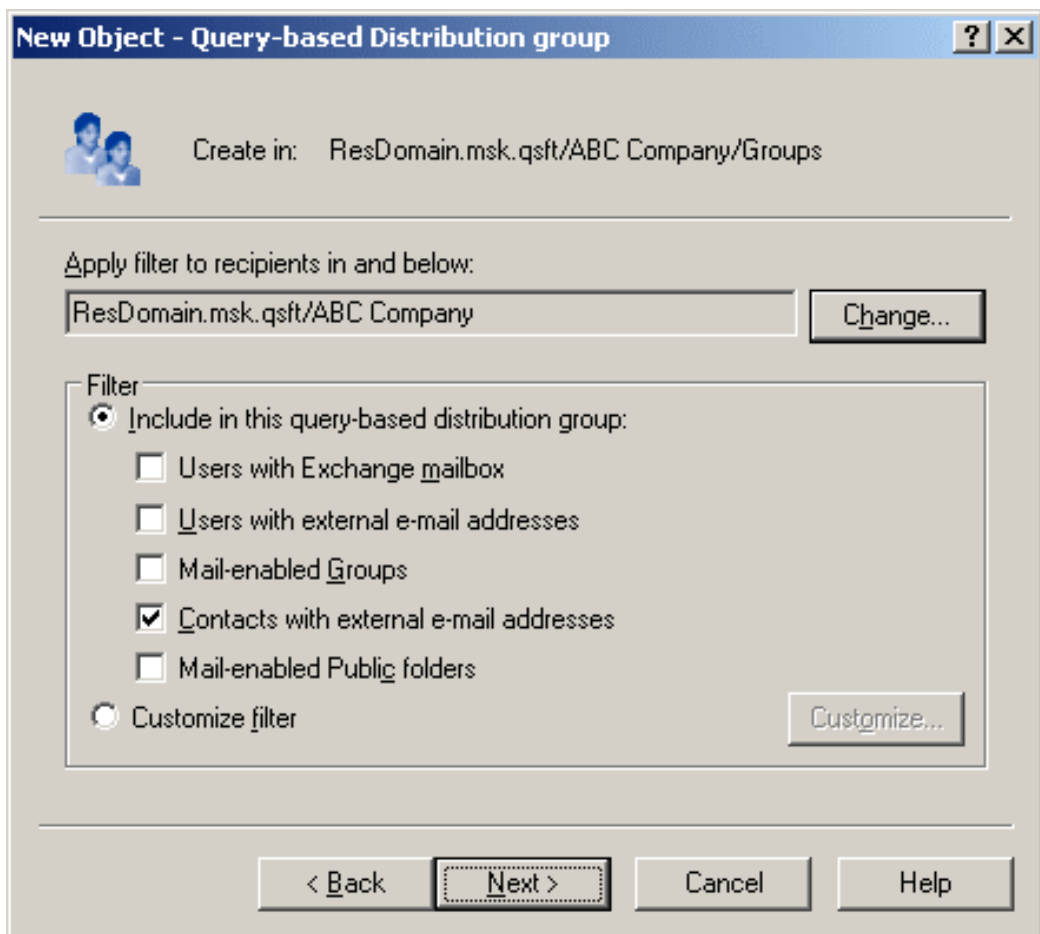 New Object - Query-based Distribution group
Create in: ResDomain.msk.qsft/ABC Company/Groups
Apply filter to recipients in and below:
ResDomain.msk.qsft/ABC Company
Change...
Filter
Include in this query-based distribution group:
Users with Exchange mailbox
Users with external e-mail addresses
Mail-enabled Groups
Contacts with external e-mail addresses
Mail-enabled Public folders
Customize filter
Customize...
< Back Next > Cancel Help